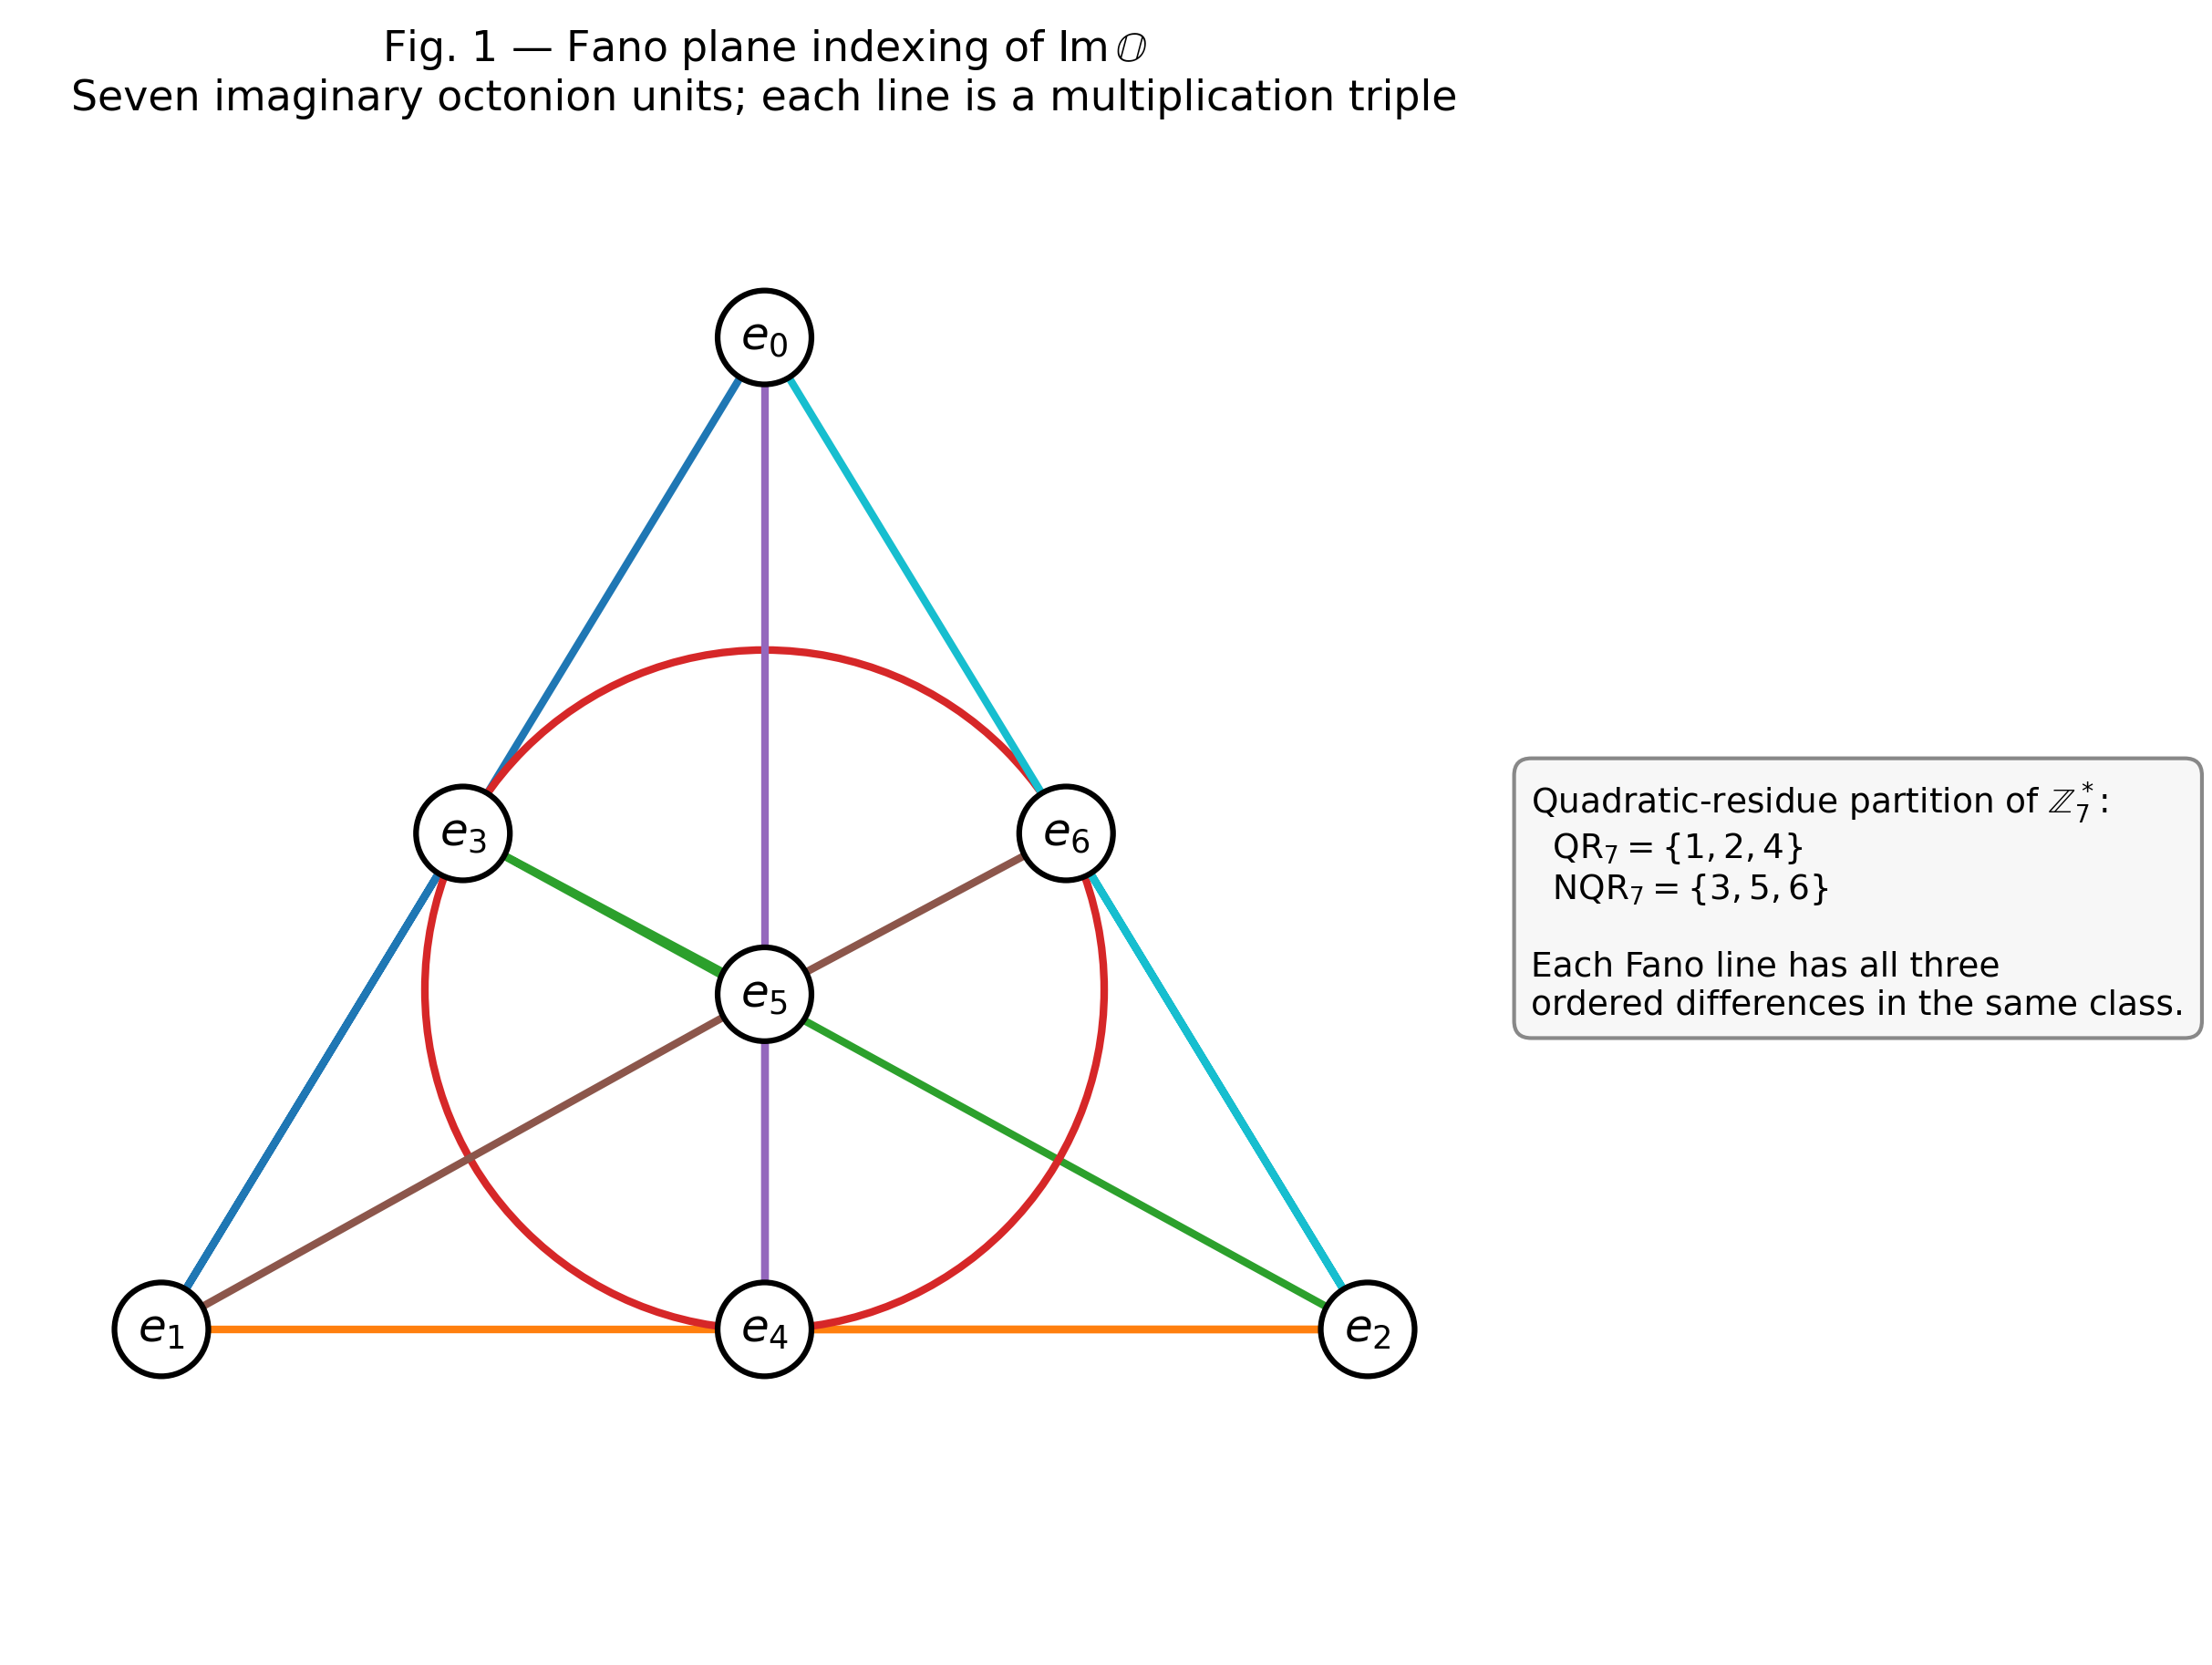 Fig. 1 — Fano plane indexing of Im 𝕆
Seven imaginary octonion units; each line is a multiplication triple
e₀
e₃
e₆
e₅
e₁
e₄
e₂
Quadratic-residue partition of ℤ₇*:
QR₇ = {1, 2, 4}
NQR₇ = {3, 5, 6}
Each Fano line has all three
ordered differences in the same class.